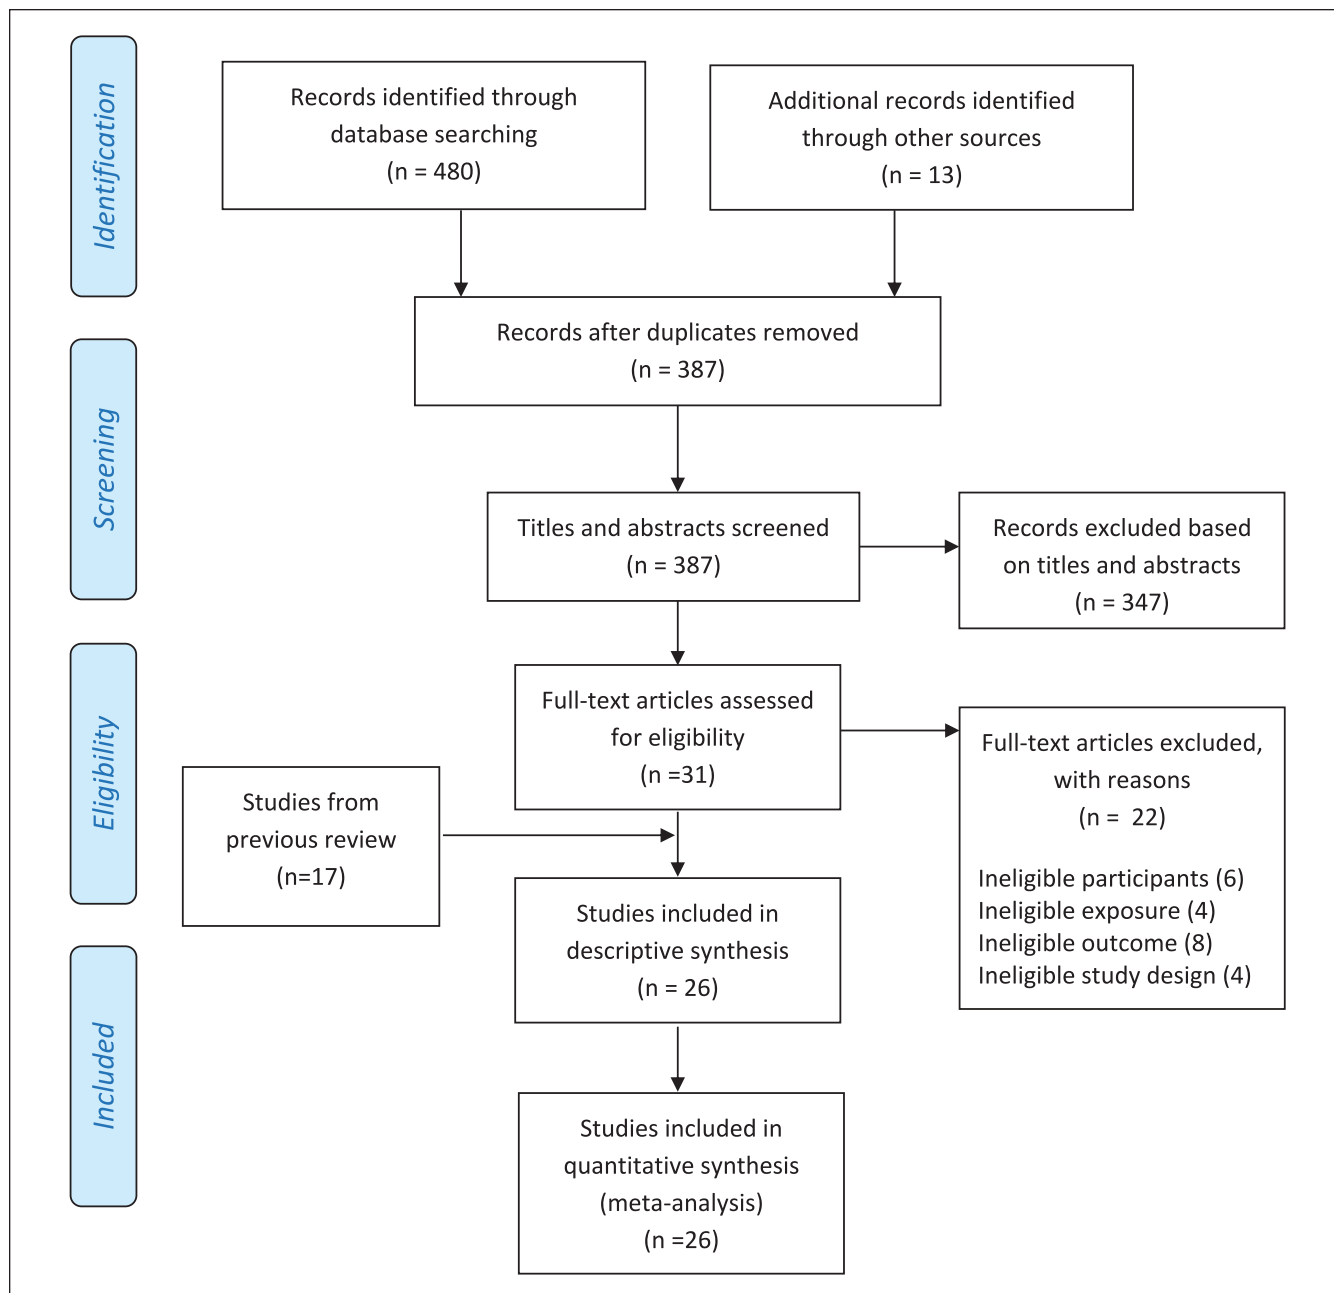 Identification
Records identified through
database searching
(n = 480)
Additional records identified
through other sources
(n = 13)
Records after duplicates removed
(n = 387)
Screening
Titles and abstracts screened
(n = 387)
Records excluded based
on titles and abstracts
(n = 347)
Eligibility
Full-text articles assessed
for eligibility
(n =31)
Full-text articles excluded,
with reasons
(n =  22)
Ineligible participants (6)
Ineligible exposure (4)
Ineligible outcome (8)
Ineligible study design (4)
Studies from
previous review
(n=17)
Studies included in
descriptive synthesis
(n = 26)
Included
Studies included in
quantitative synthesis
(meta-analysis)
(n =26)